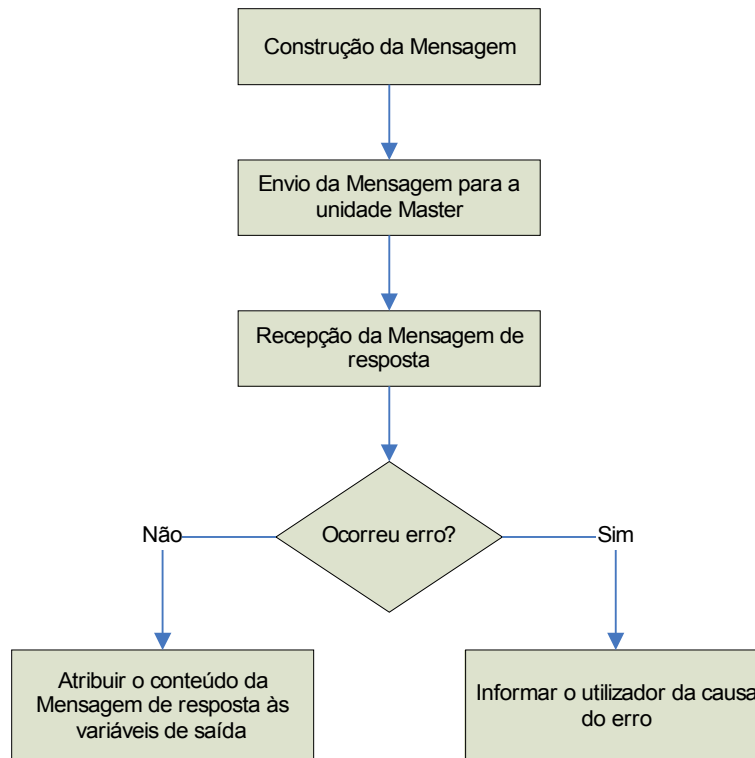 Construção da Mensagem
Envio da Mensagem para a
unidade Master
Recepção da Mensagem de
resposta
Ocorreu erro?
Não
Sim
Atribuir o conteúdo da
Mensagem de resposta às
variáveis de saída
Informar o utilizador da causa
do erro